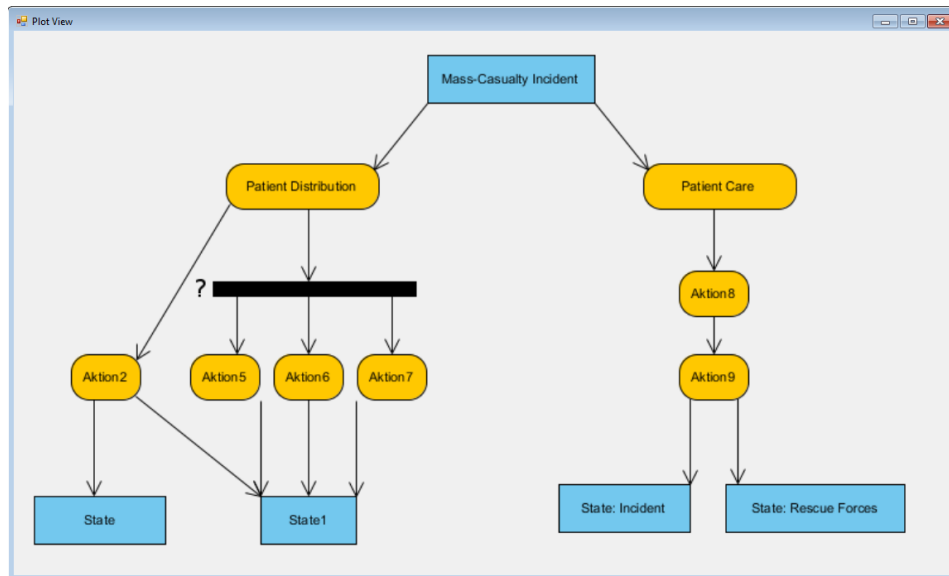 Plot View
Mass-Casualty Incident
Patient Distribution
Patient Care
?
Aktion8
Aktion2
Aktion5
Aktion6
Aktion7
Aktion9
State
State1
State: Incident
State: Rescue Forces